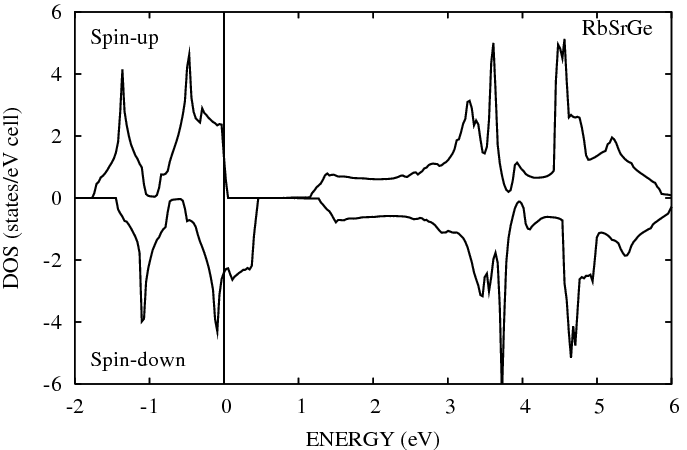 RbSrGe
Spin-up
Spin-down
6
4
2
0
-2
-4
-6
DOS (states/eV cell)
-2 -1 0 1 2 3 4 5 6
ENERGY (eV)